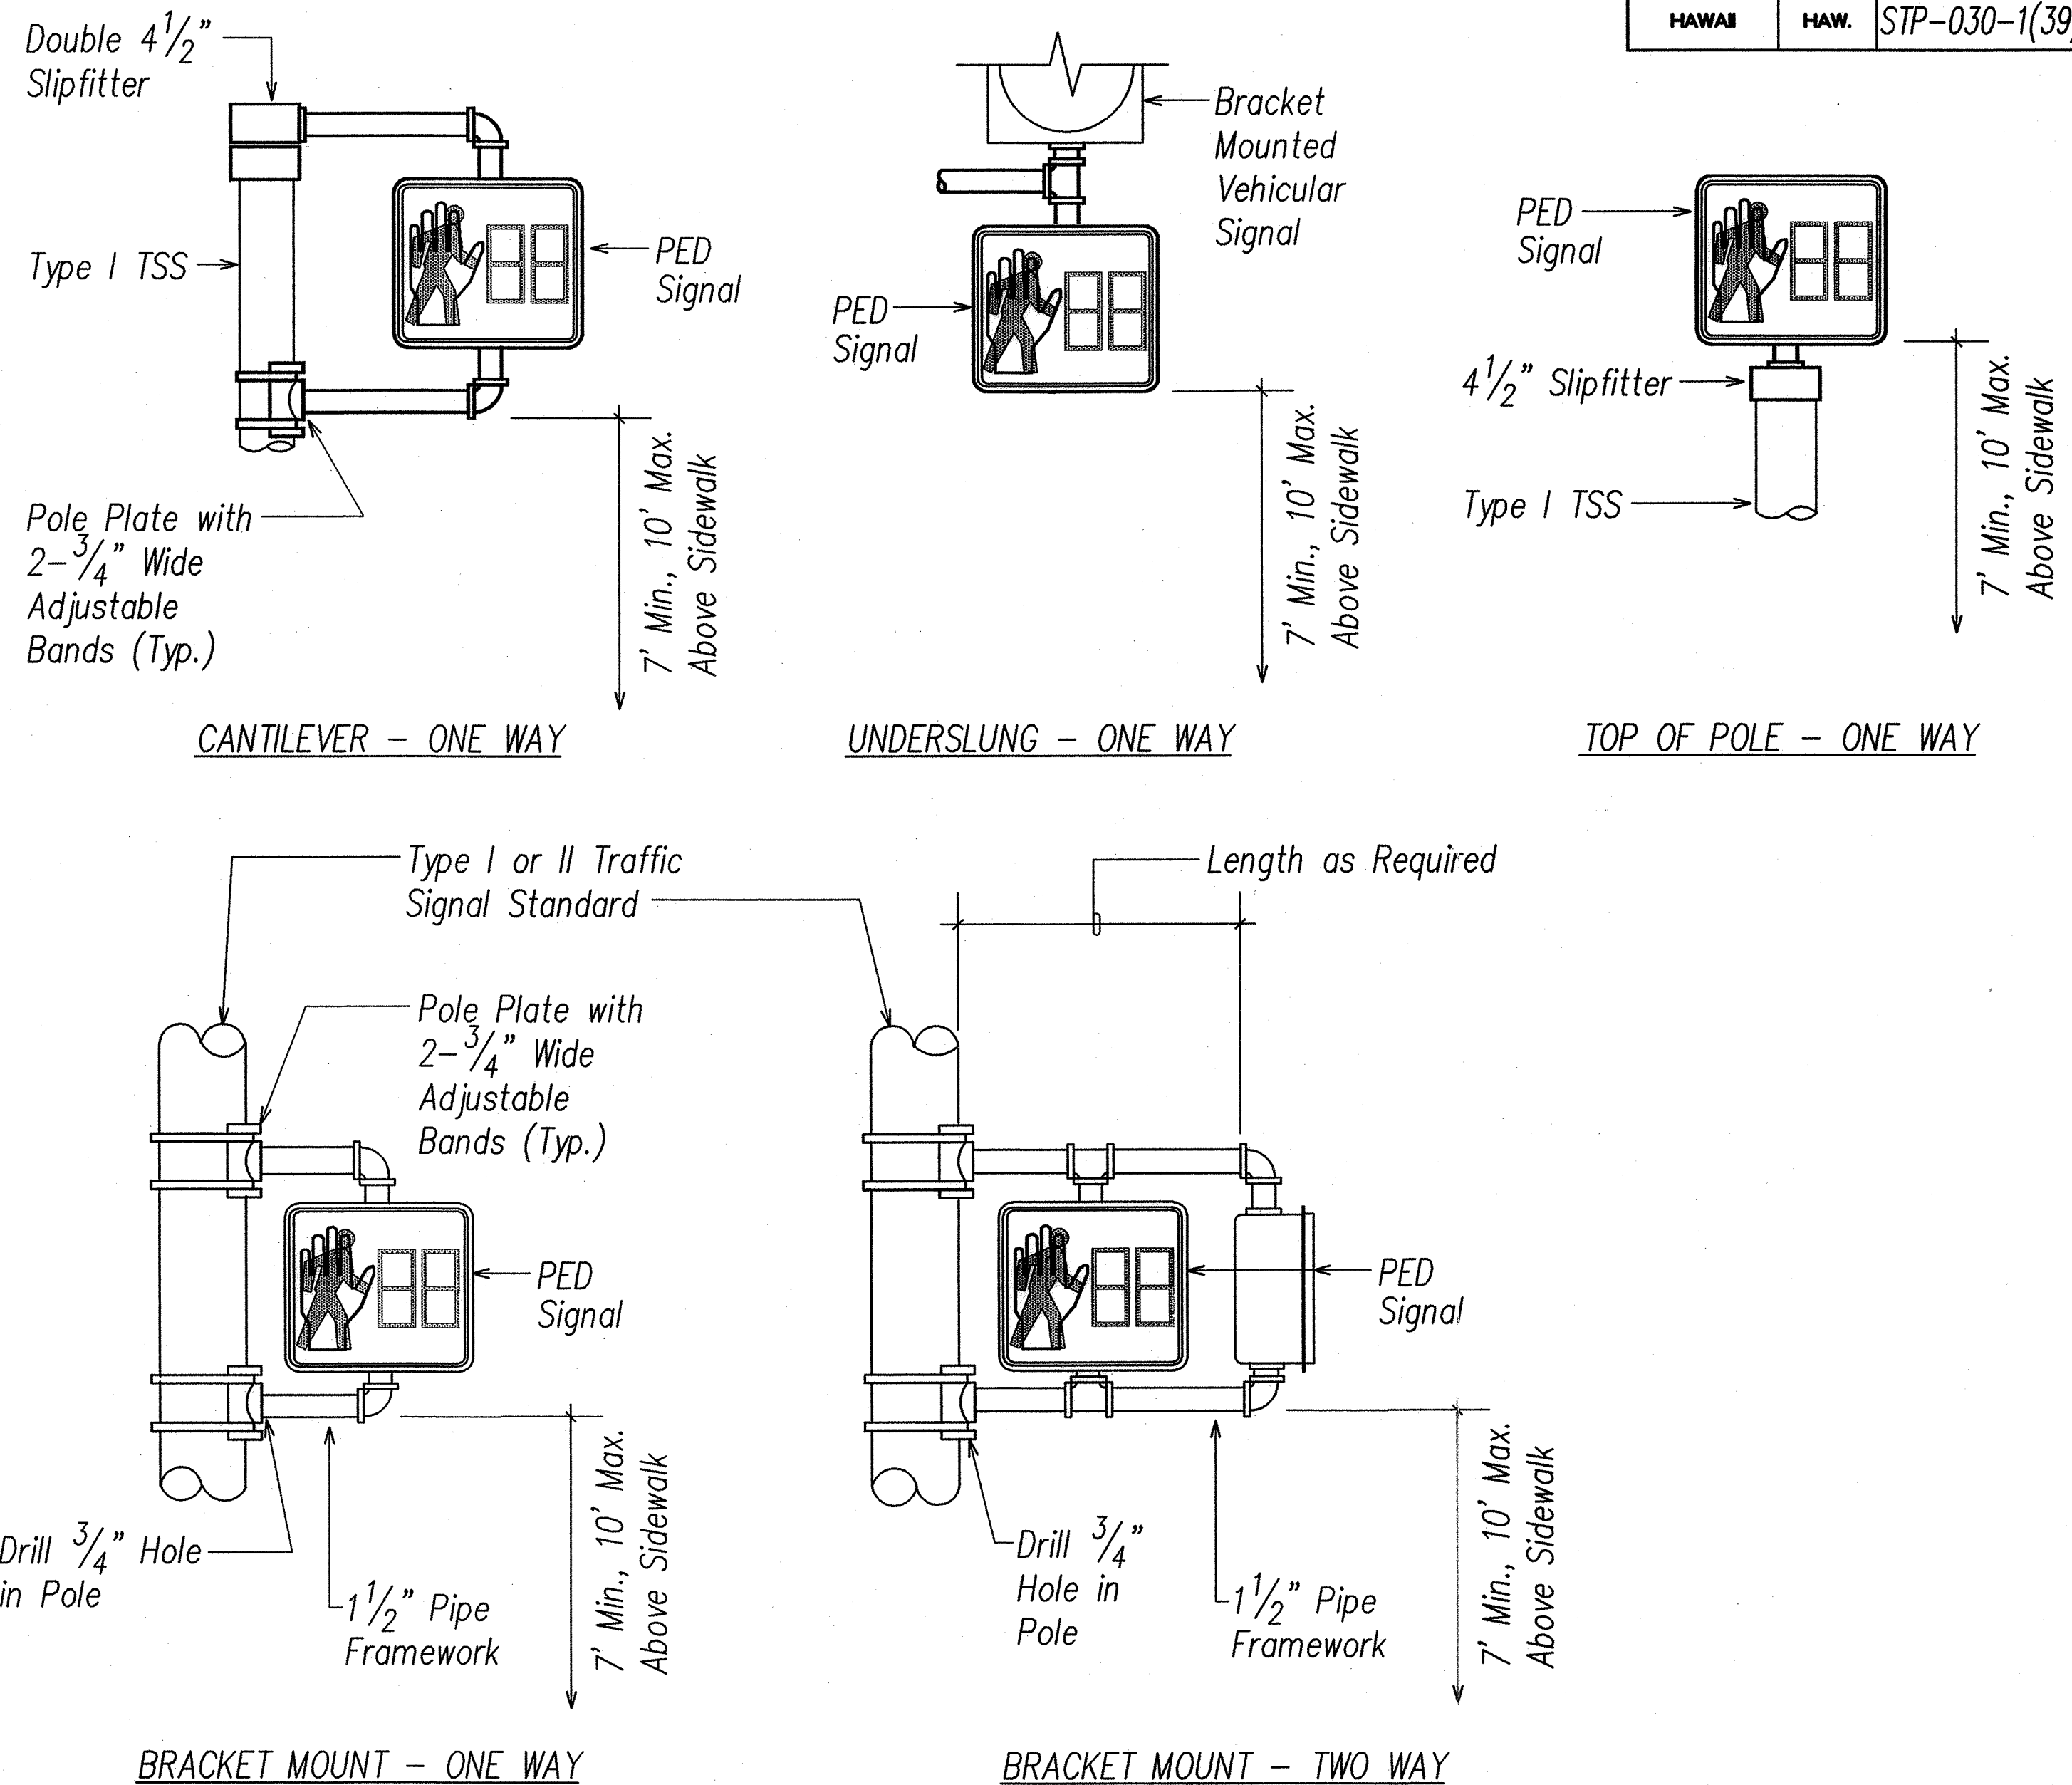 HAWAII HAW. STP-030-1(39)
Double 4 1/2"
Slipfitter
Type I TSS
PED
Signal
Pole Plate with
2-3/4" Wide
Adjustable
Bands (Typ.)
7' Min., 10' Max.
Above Sidewalk
CANTILEVER - ONE WAY
Bracket
Mounted
Vehicular
Signal
PED
Signal
7' Min., 10' Max.
Above Sidewalk
UNDERSLUNG - ONE WAY
PED
Signal
4 1/2" Slipfitter
Type I TSS
7' Min., 10' Max.
Above Sidewalk
TOP OF POLE - ONE WAY
Type I or II Traffic
Signal Standard
Pole Plate with
2-3/4" Wide
Adjustable
Bands (Typ.)
PED
Signal
Drill 3/4" Hole
in Pole
1 1/2" Pipe
Framework
7' Min., 10' Max.
Above Sidewalk
BRACKET MOUNT - ONE WAY
Length as Required
PED
Signal
Drill 3/4"
Hole in
Pole
1 1/2" Pipe
Framework
7' Min., 10' Max.
Above Sidewalk
BRACKET MOUNT - TWO WAY